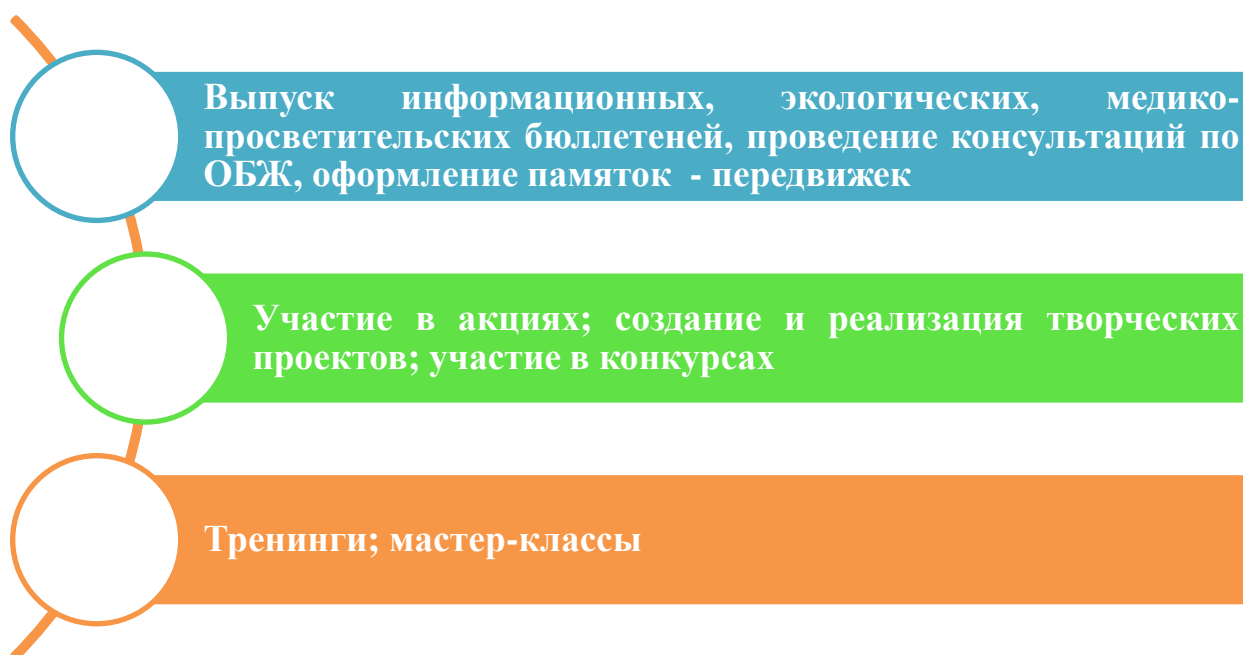 Выпуск информационных, экологических, медико-
просветительских бюллетеней, проведение консультаций по
ОБЖ, оформление памяток - передвижек
Участие в акциях; создание и реализация творческих
проектов; участие в конкурсах
Тренинги; мастер-классы